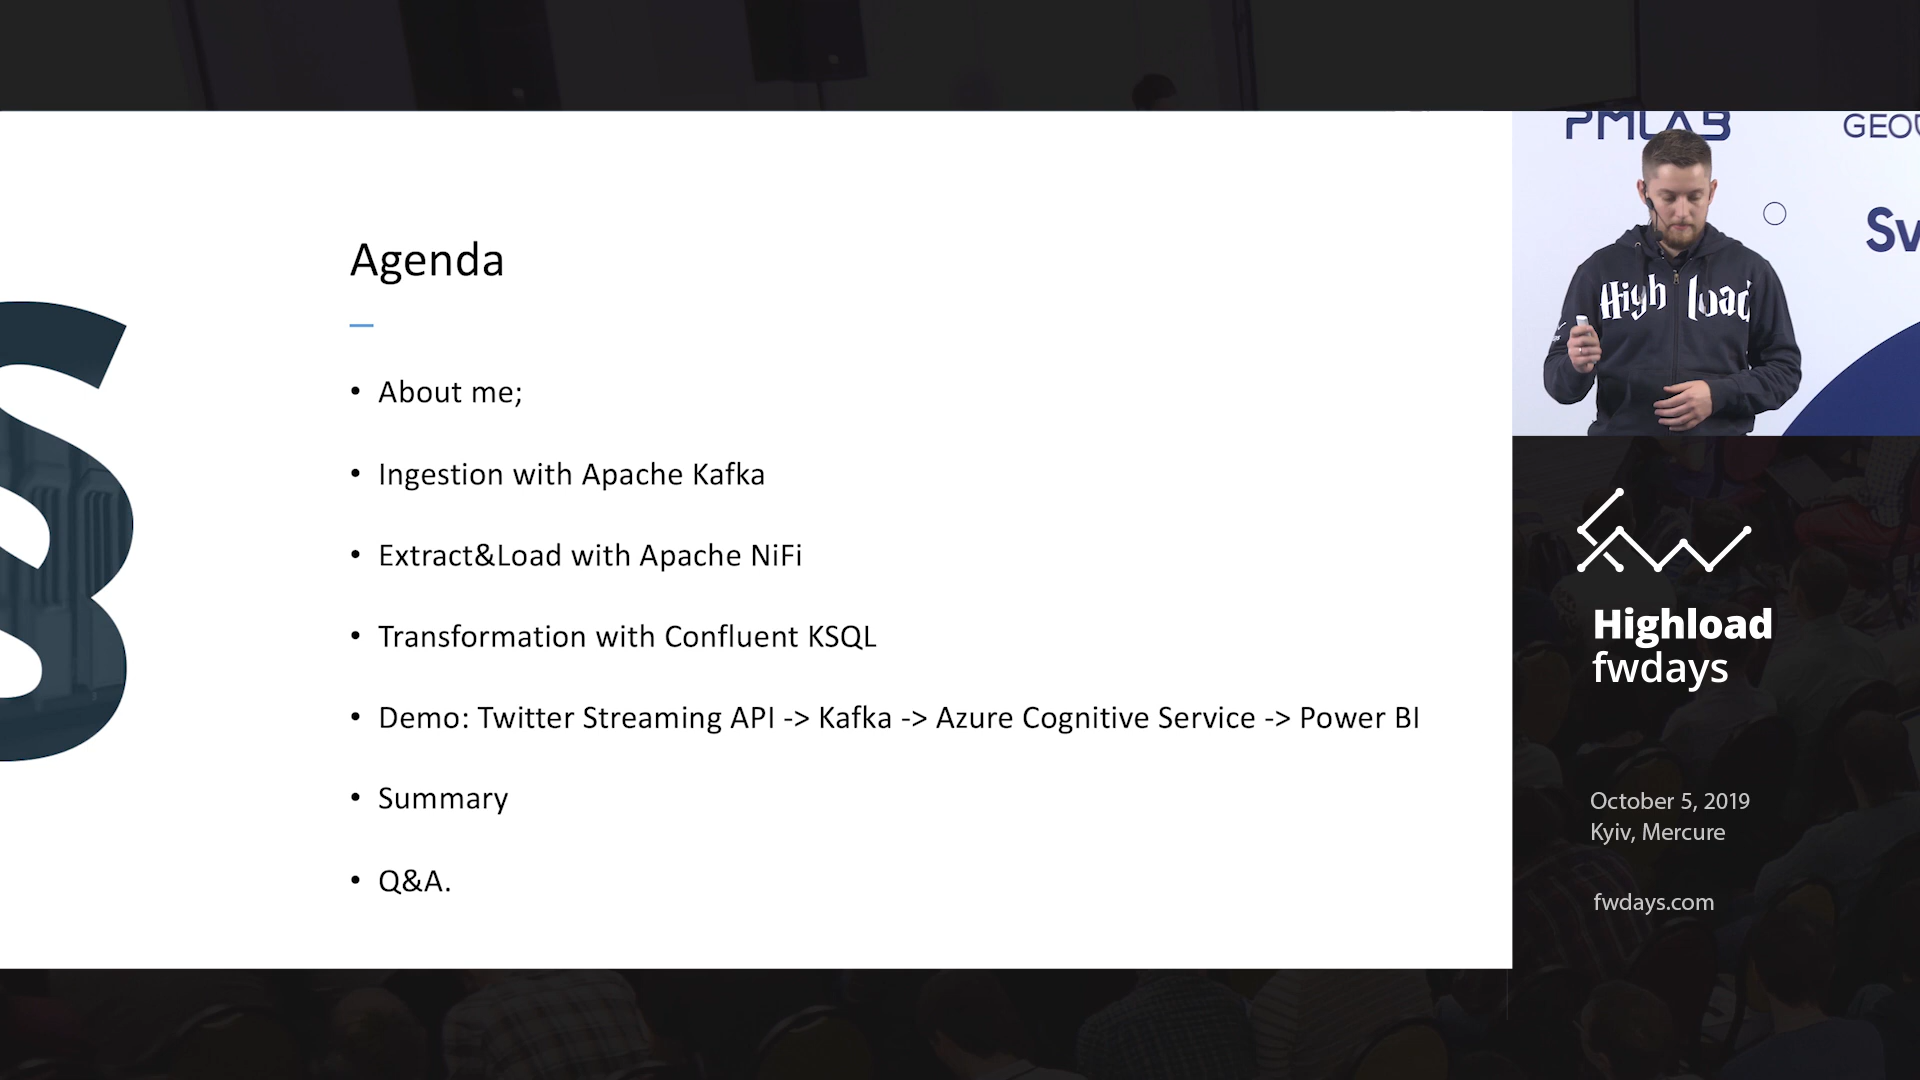 Agenda
• About me;
• Ingestion with Apache Kafka
• Extract&Load with Apache NiFi
• Transformation with Confluent KSQL
• Demo: Twitter Streaming API -> Kafka -> Azure Cognitive Service -> Power BI
• Summary
• Q&A.
PMLAB
High load
Highload
fwdays
October 5, 2019
Kyiv, Mercure
fwdays.com